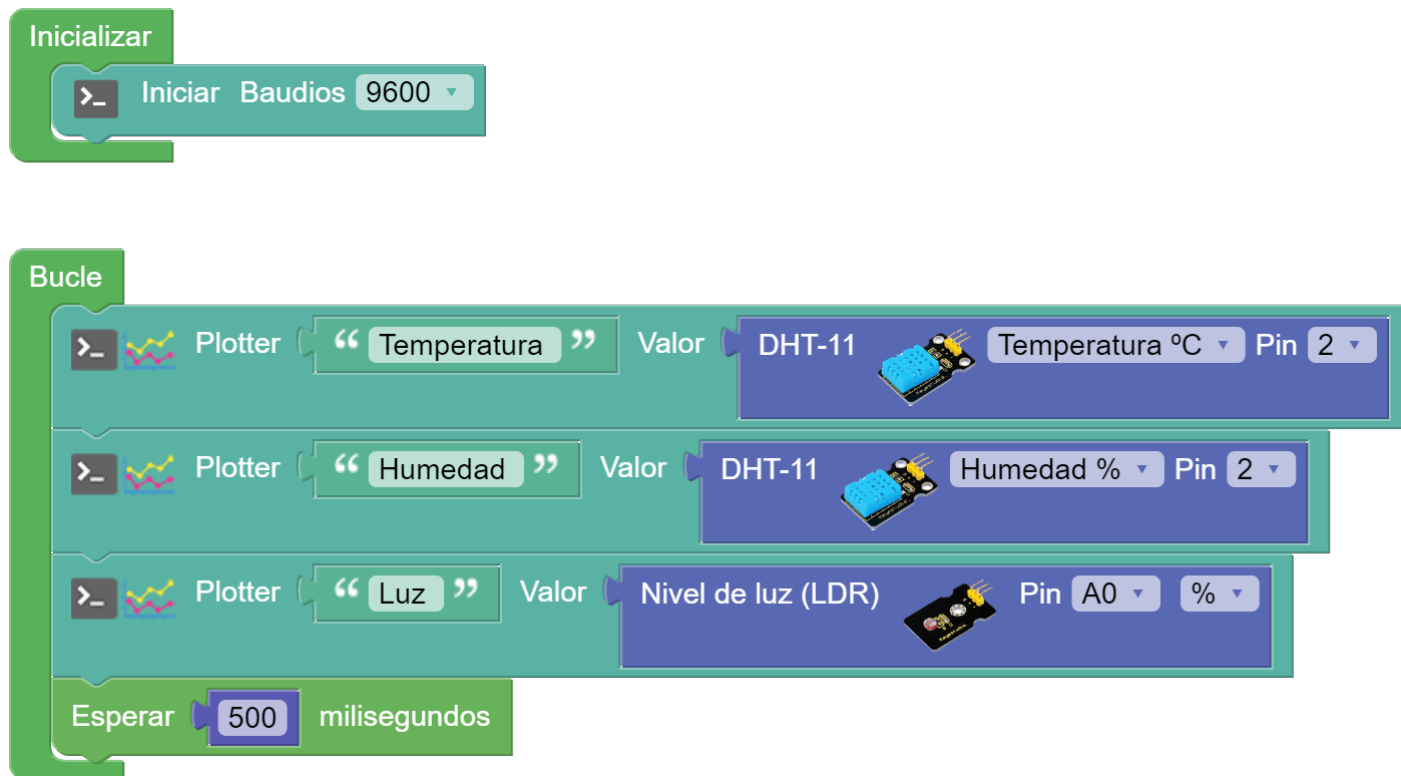 Inicializar
>_ Iniciar Baudios 9600
Bucle
>_ Plotter “ Temperatura ” Valor DHT-11 Temperatura ºC Pin 2
>_ Plotter “ Humedad ” Valor DHT-11 Humedad % Pin 2
>_ Plotter “ Luz ” Valor Nivel de luz (LDR) Pin A0 %
Esperar 500 milisegundos